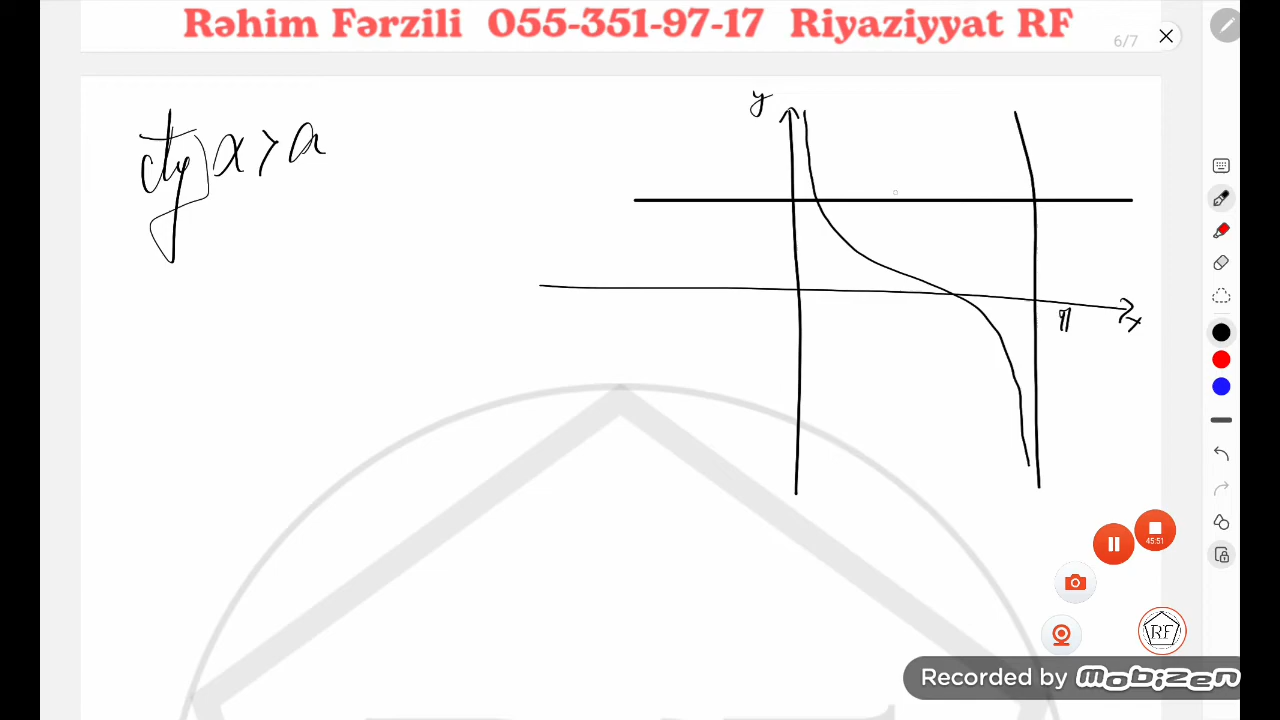 Rəhim Fərzili 055-351-97-17 Riyaziyyat RF
6/7
ctg x > a
y
π
x
45:51
RF
Recorded by mobizen